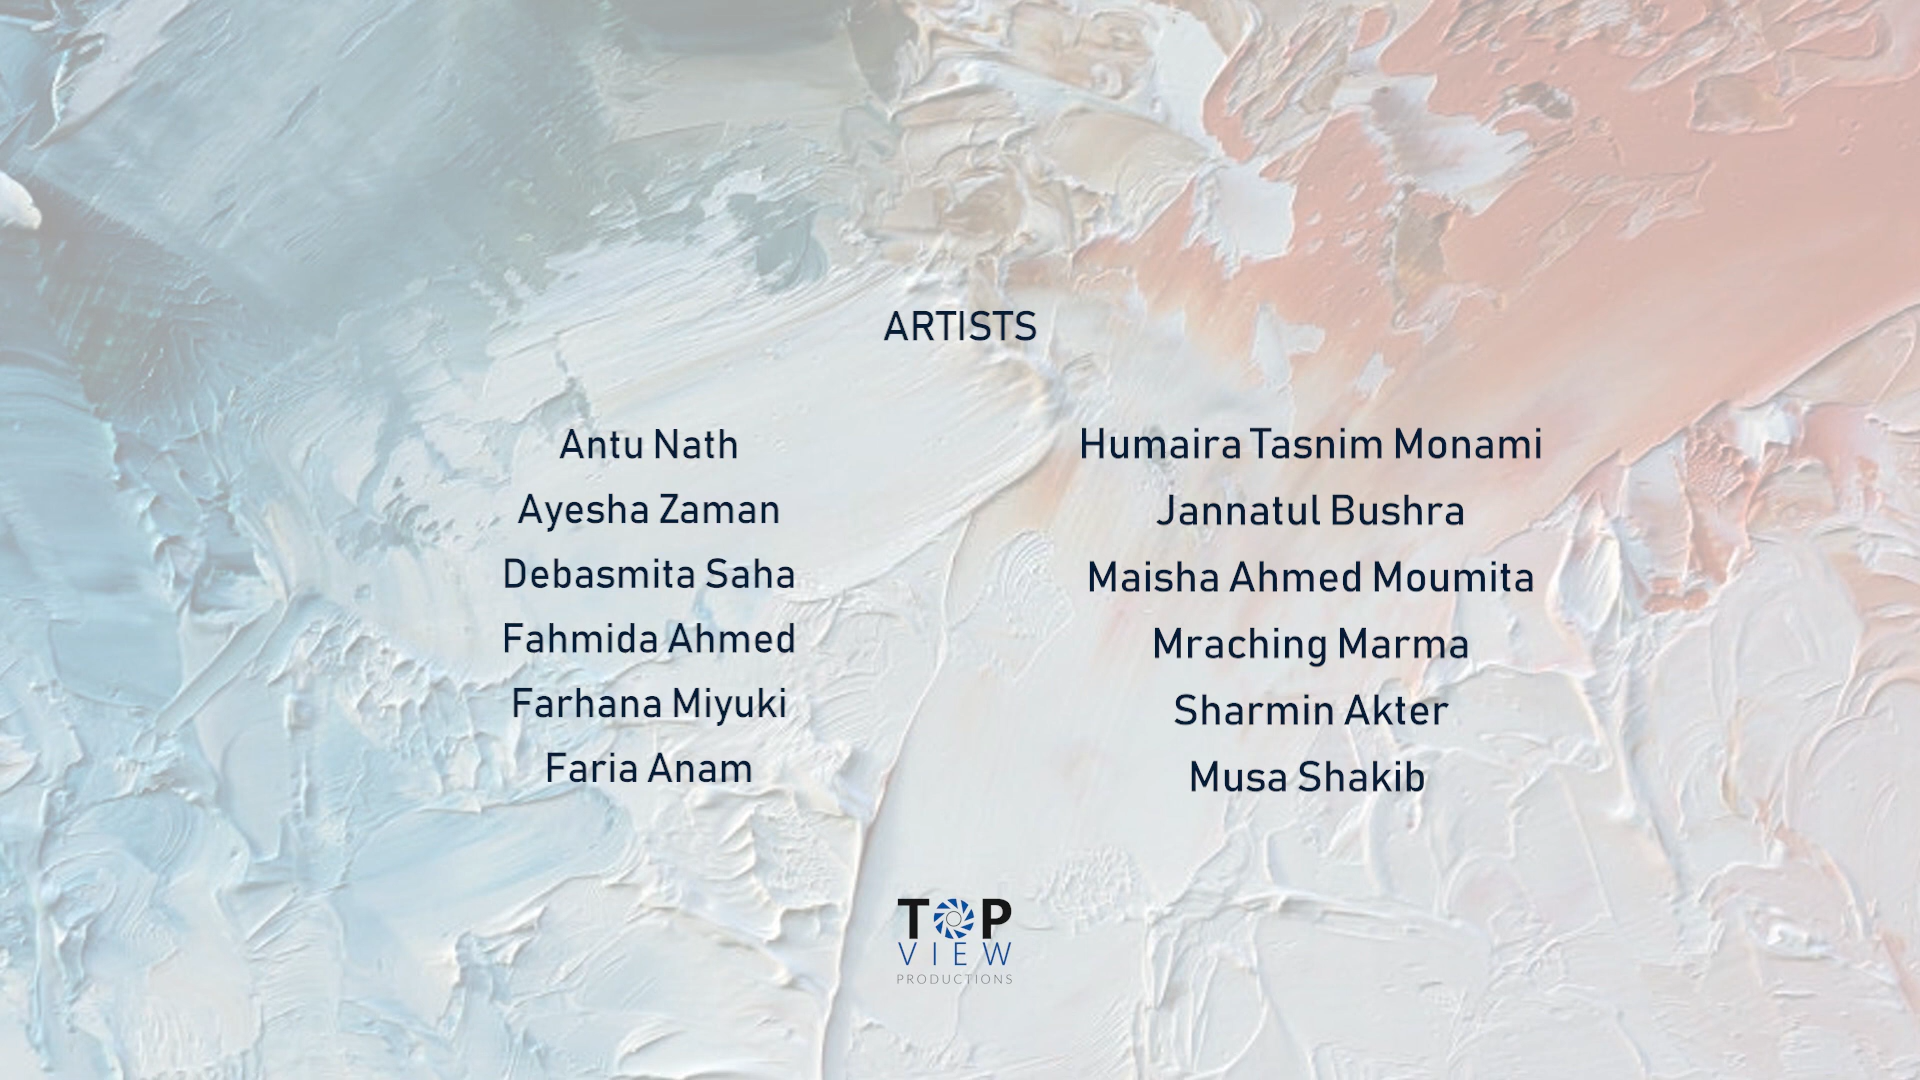 ARTISTS
Antu Nath
Ayesha Zaman
Debasmita Saha
Fahmida Ahmed
Farhana Miyuki
Faria Anam
Humaira Tasnim Monami
Jannatul Bushra
Maisha Ahmed Moumita
Mraching Marma
Sharmin Akter
Musa Shakib
TOP
VIEW
PRODUCTIONS